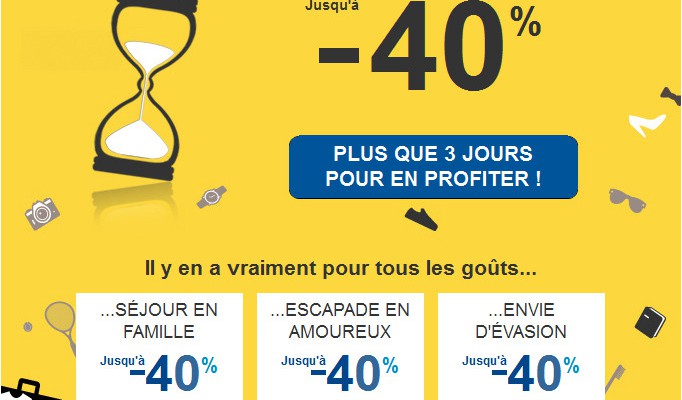 Jusqu'à
-40%
PLUS QUE 3 JOURS
POUR EN PROFITER !
Il y en a vraiment pour tous les goûts...
...SÉJOUR EN
FAMILLE
Jusqu'à
-40%
...ESCAPADE EN
AMOUREUX
Jusqu'à
-40%
...ENVIE
D'ÉVASION
Jusqu'à
-40%